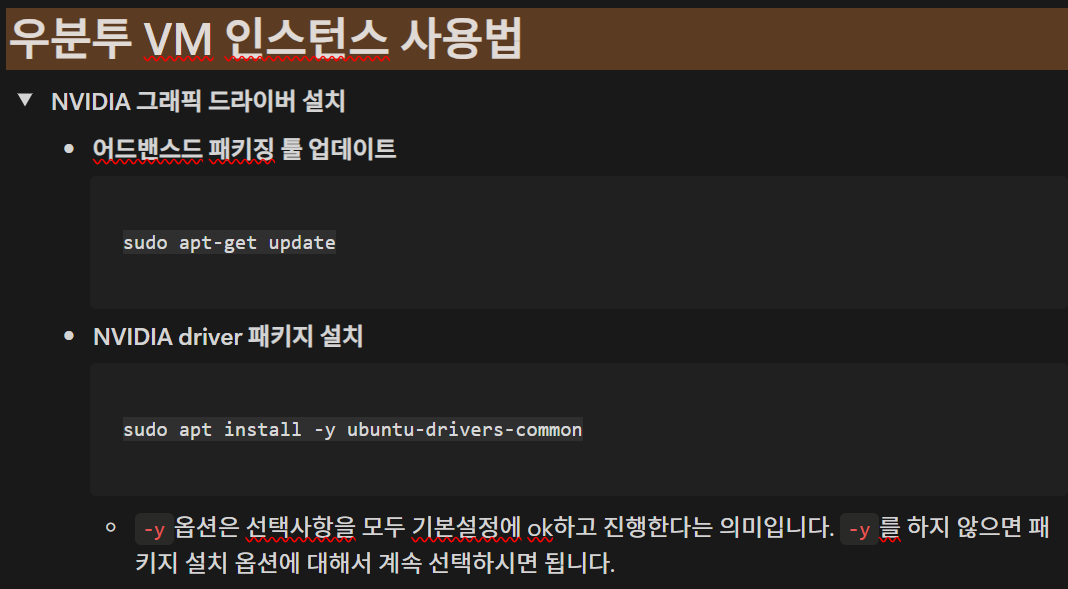 우분투 VM 인스턴스 사용법
NVIDIA 그래픽 드라이버 설치
어드밴스드 패키징 툴 업데이트
sudo apt-get update
NVIDIA driver 패키지 설치
sudo apt install -y ubuntu-drivers-common
-y 옵션은 선택사항을 모두 기본설정에 ok하고 진행한다는 의미입니다. -y 를 하지 않으면 패
키지 설치 옵션에 대해서 계속 선택하시면 됩니다.